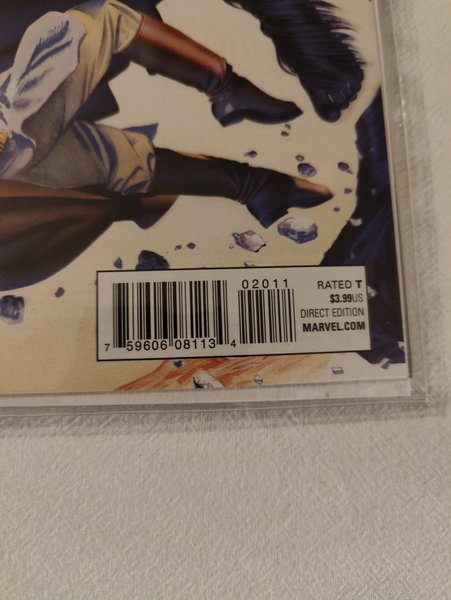 02011
7 59606 08113 4
RATED T
$3.99US
DIRECT EDITION
MARVEL.COM